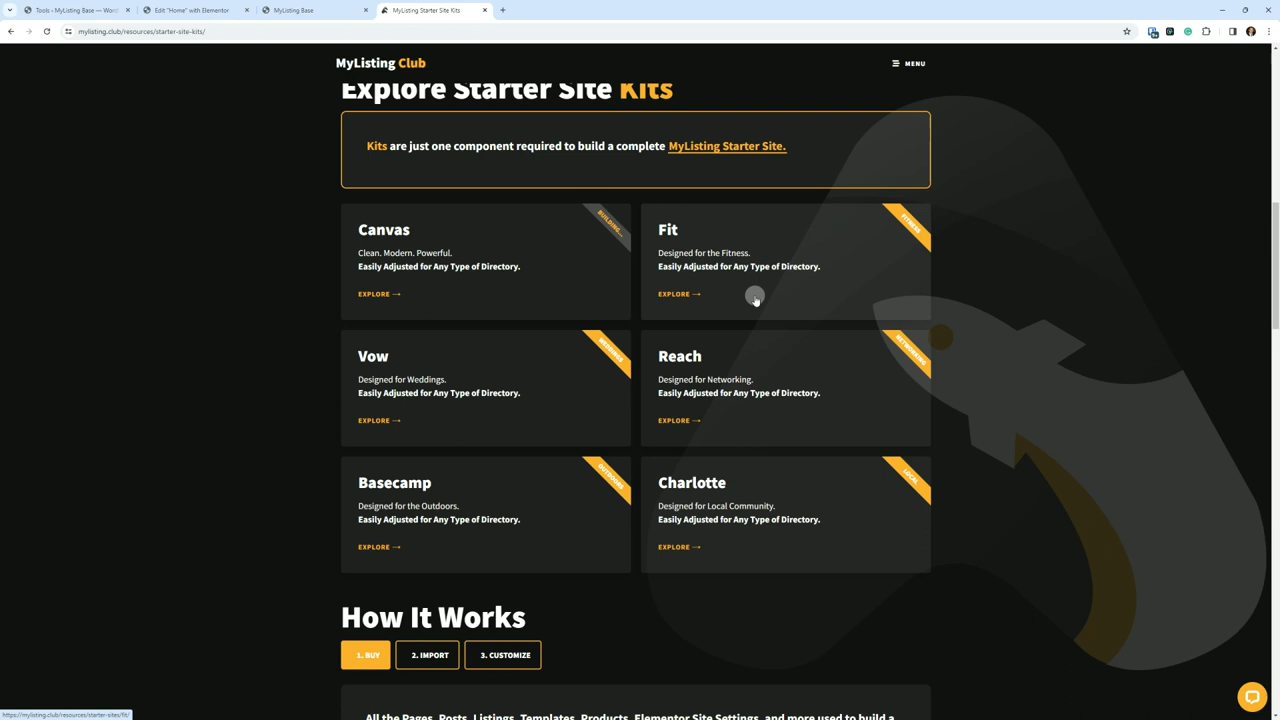 Tools ‹ MyListing Base — Word
Edit "Home" with Elementor
MyListing Base
MyListing Starter Site Kits
mylisting.club/resources/starter-site-kits/
MyListing Club
MENU
Explore Starter Site Kits
Kits are just one component required to build a complete MyListing Starter Site.
Canvas
BUILDING...
Clean. Modern. Powerful.
Easily Adjusted for Any Type of Directory.
EXPLORE →
Fit
FITNESS
Designed for the Fitness.
Easily Adjusted for Any Type of Directory.
EXPLORE →
Vow
WEDDINGS
Designed for Weddings.
Easily Adjusted for Any Type of Directory.
EXPLORE →
Reach
NETWORKING
Designed for Networking.
Easily Adjusted for Any Type of Directory.
EXPLORE →
Basecamp
OUTDOORS
Designed for the Outdoors.
Easily Adjusted for Any Type of Directory.
EXPLORE →
Charlotte
LOCAL
Designed for Local Community.
Easily Adjusted for Any Type of Directory.
EXPLORE →
How It Works
1. BUY
2. IMPORT
3. CUSTOMIZE
All the Pages, Posts, Listings, Templates, Products, Elementor Site Settings, and more used to build a
https://mylisting.club/resources/starter-sites/fit/